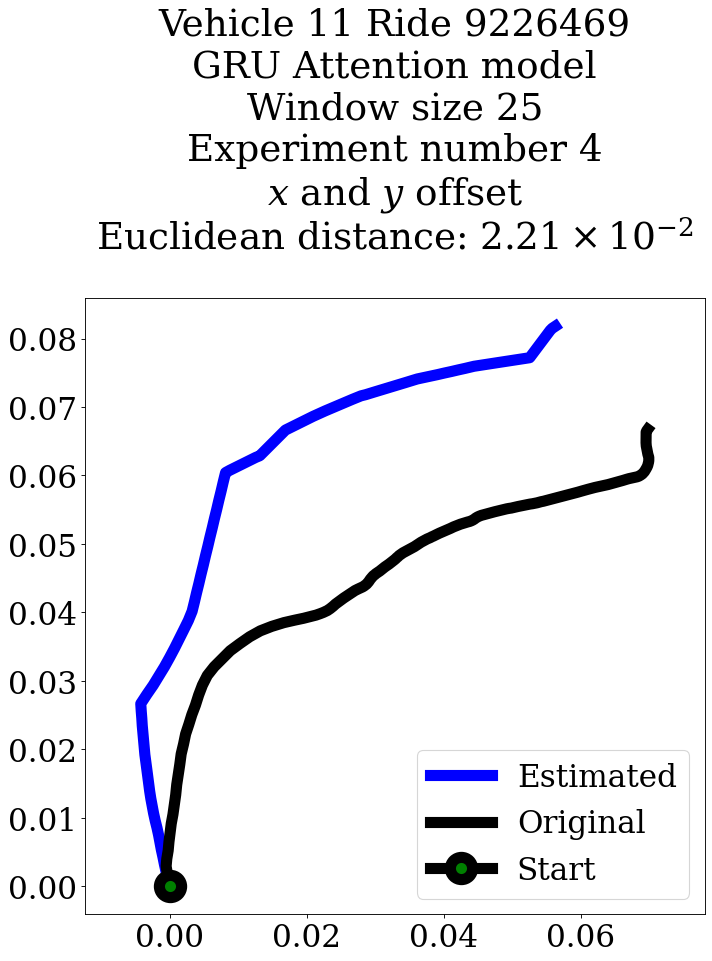 Vehicle 11 Ride 9226469
GRU Attention model
Window size 25
Experiment number 4
x and y offset
Euclidean distance: 2.21 × 10⁻²
0.08
0.07
0.06
0.05
0.04
0.03
0.02
0.01
0.00
Estimated
Original
Start
0.00 0.02 0.04 0.06